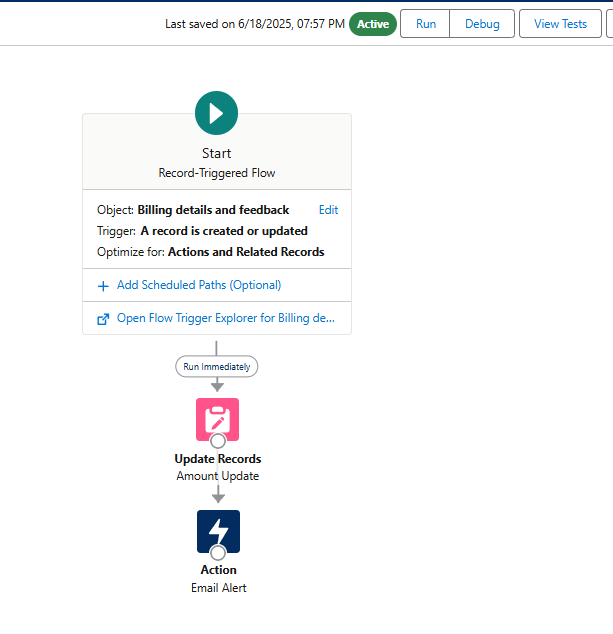 Last saved on 6/18/2025, 07:57 PM Active Run Debug View Tests
Start
Record-Triggered Flow
Object: Billing details and feedback Edit
Trigger: A record is created or updated
Optimize for: Actions and Related Records
Add Scheduled Paths (Optional)
Open Flow Trigger Explorer for Billing de...
Run Immediately
Update Records
Amount Update
Action
Email Alert